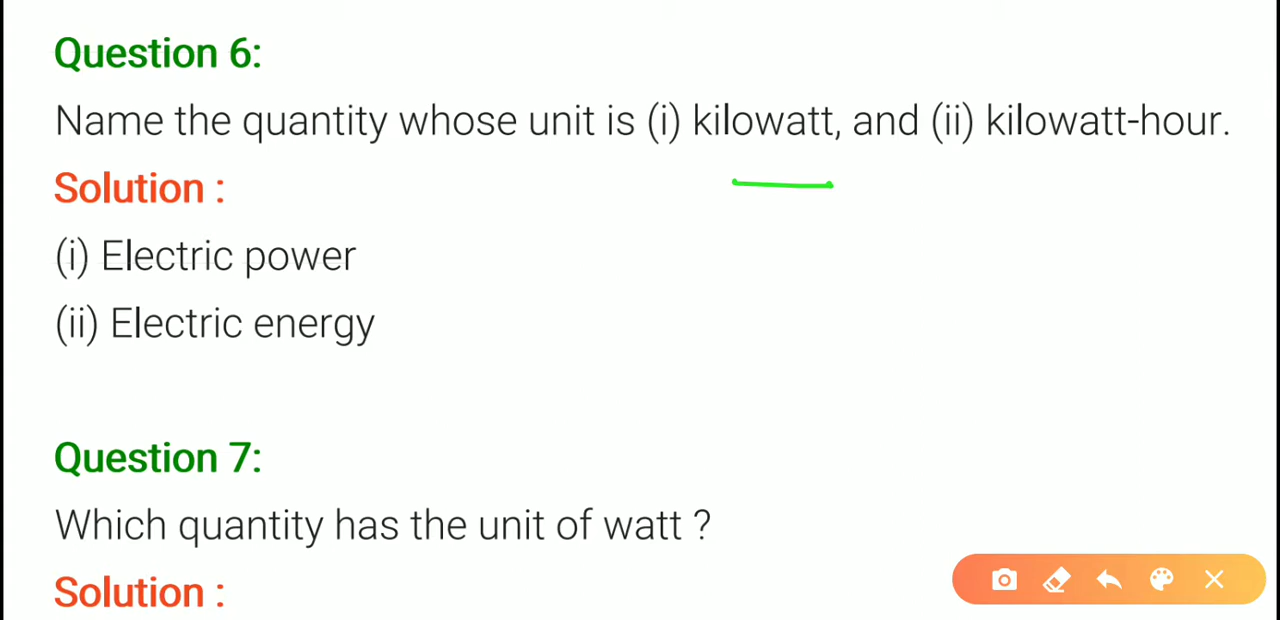 Question 6:
Name the quantity whose unit is (i) kilowatt, and (ii) kilowatt-hour.
Solution :
(i) Electric power
(ii) Electric energy
Question 7:
Which quantity has the unit of watt ?
Solution :